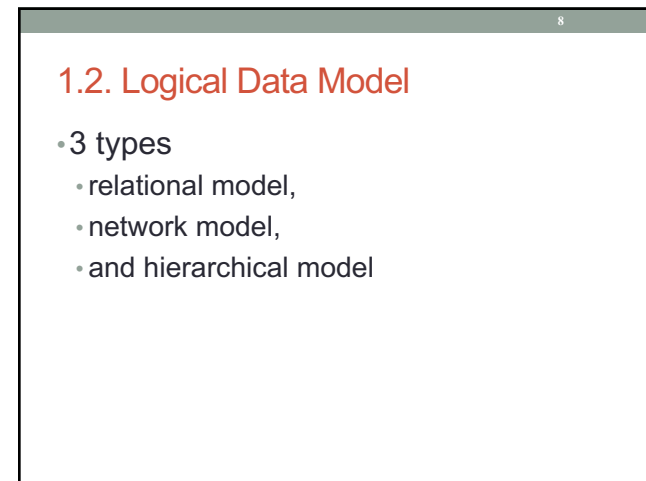 8
1.2. Logical Data Model
•3 types
•relational model,
•network model,
•and hierarchical model